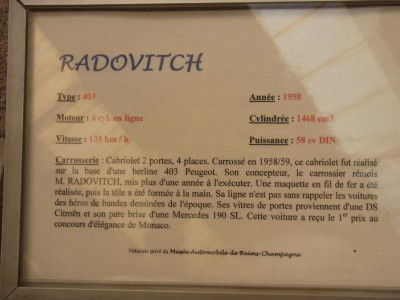 RADOVITCH
Type : 403 Année : 1958
Moteur : 4 cyl. en ligne Cylindrée : 1468 cm3
Vitesse : 135 km / h Puissance : 58 cv DIN
Carrosserie : Cabriolet 2 portes, 4 places. Carrossé en 1958/59, ce cabriolet fut réalisé
sur la base d'une berline 403 Peugeot. Son concepteur, le carrossier rémois
M. RADOVITCH, mis plus d'une année à l'exécuter. Une maquette en fil de fer a été
réalisée, puis la tôle a été formée à la main. Sa ligne n'est pas sans rappeler les voitures
des héros de bandes dessinées de l'époque. Ses vitres de portes proviennent d'une DS
Citroën et son pare brise d'une Mercedes 190 SL. Cette voiture a reçu le 1er prix au
concours d'élégance de Monaco.
Véhicule privé du Musée-Automobile de Reims-Champagne